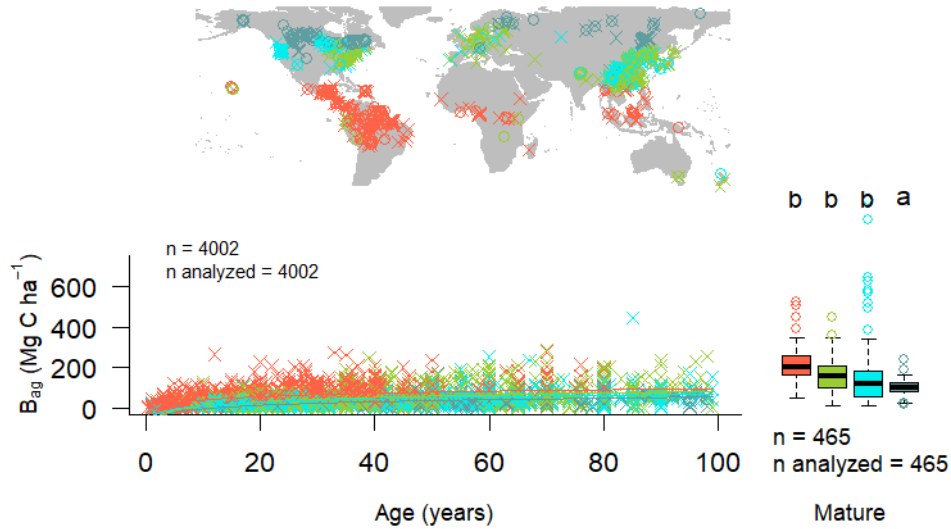 b b b a
n = 4002
n analyzed = 4002
B_ag (Mg C ha⁻¹)
600
400
200
0
0 20 40 60 80 100
Age (years)
n = 465
n analyzed = 465
Mature